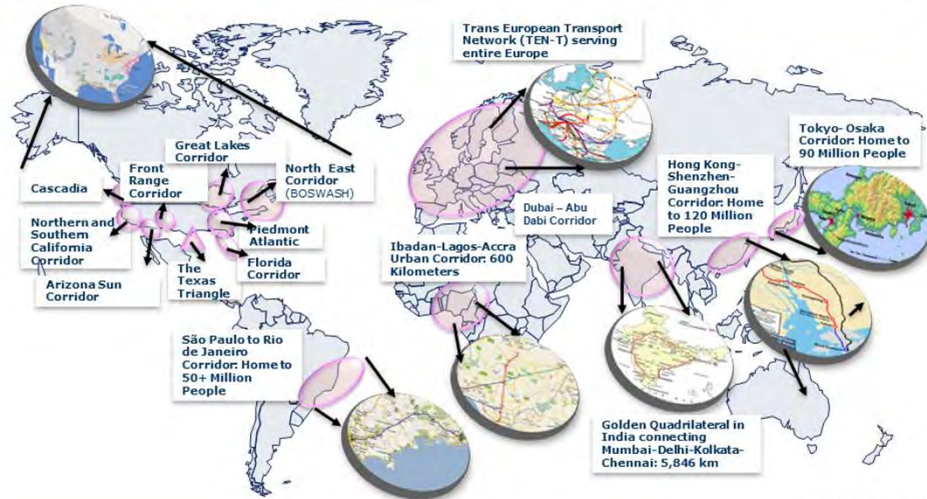 Trans European Transport
Network (TEN-T) serving
entire Europe
Tokyo- Osaka
Corridor: Home to
90 Million People
Great Lakes
Corridor
Hong Kong-
Shenzhen-
Guangzhou
Corridor: Home
to 120 Million
People
Front
Range
Corridor
North East
Corridor
(BOSWASH)
Cascadia
Dubai – Abu
Dabi Corridor
Northern and
Southern
California
Corridor
Piedmont
Atlantic
Ibadan-Lagos-Accra
Urban Corridor: 600
Kilometers
Florida
Corridor
The
Texas
Triangle
Arizona Sun
Corridor
São Paulo to Rio
de Janeiro
Corridor: Home to
50+ Million
People
Golden Quadrilateral in
India connecting
Mumbai-Delhi-Kolkata-
Chennai: 5,846 km